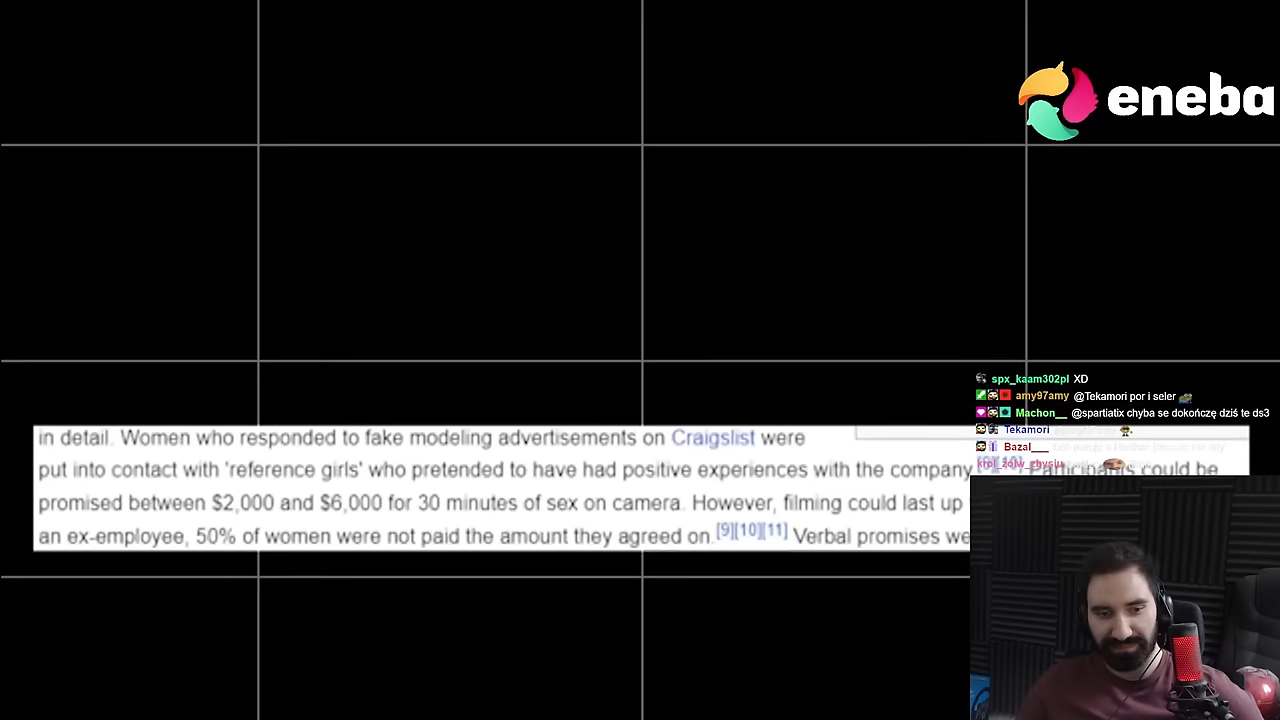 eneba
spx_kaam302pl XD
amy97amy @Tekamori por i seler
Machon__ @spartiatix chyba se dokończę dziś te ds3
Tekamori
Bazal___
krol_zolw_zbysiu
in detail. Women who responded to fake modeling advertisements on Craigslist were
put into contact with 'reference girls' who pretended to have had positive experiences with the company. Participants could be
promised between $2,000 and $6,000 for 30 minutes of sex on camera. However, filming could last up
an ex-employee, 50% of women were not paid the amount they agreed on.[9][10][11] Verbal promises we